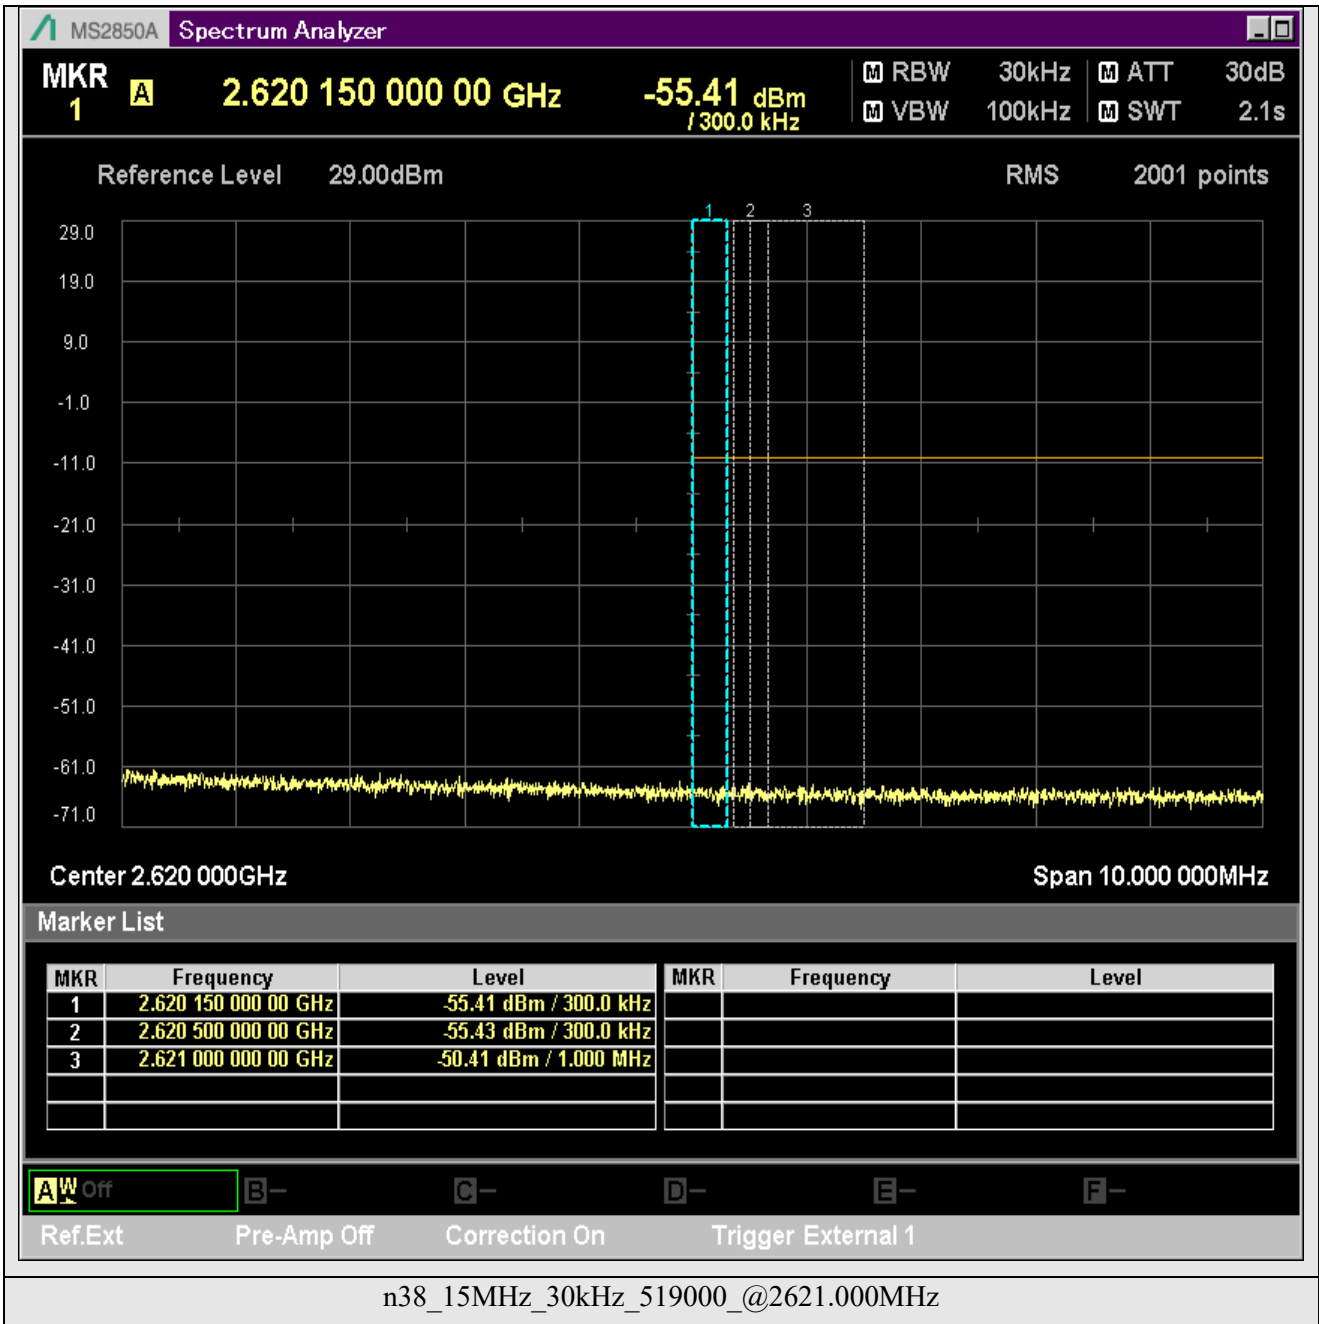 MS2850A Spectrum Analyzer
MKR 1 A 2.620 150 000 00 GHz -55.41 dBm / 300.0 kHz
M RBW 30kHz M ATT 30dB
M VBW 100kHz M SWT 2.1s
Reference Level 29.00dBm RMS 2001 points
1 2 3
29.0
19.0
9.0
-1.0
-11.0
-21.0
-31.0
-41.0
-51.0
-61.0
-71.0
Center 2.620 000GHz Span 10.000 000MHz
Marker List
MKR Frequency Level MKR Frequency Level
1 2.620 150 000 00 GHz -55.41 dBm / 300.0 kHz
2 2.620 500 000 00 GHz -55.43 dBm / 300.0 kHz
3 2.621 000 000 00 GHz -50.41 dBm / 1.000 MHz
A W Off B - C - D - E - F -
Ref.Ext Pre-Amp Off Correction On Trigger External 1
n38_15MHz_30kHz_519000_@2621.000MHz